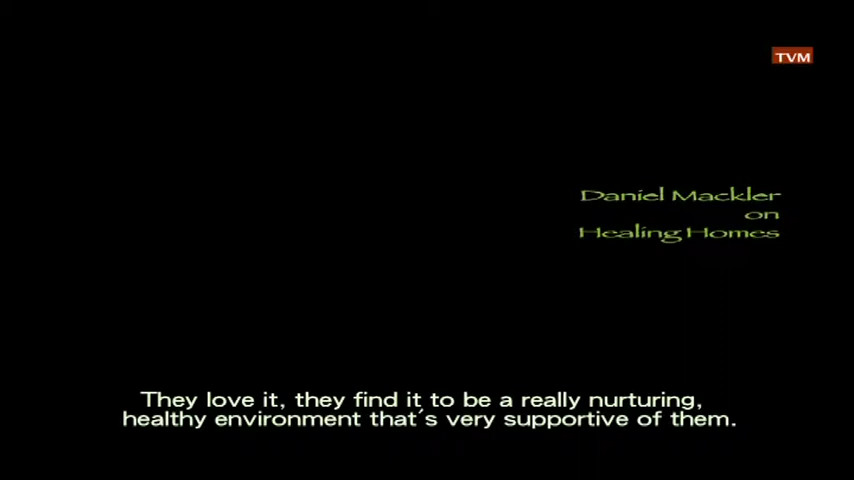 TVM
Daniel Mackler
on
Healing Homes
They love it, they find it to be a really nurturing,
healthy environment that's very supportive of them.